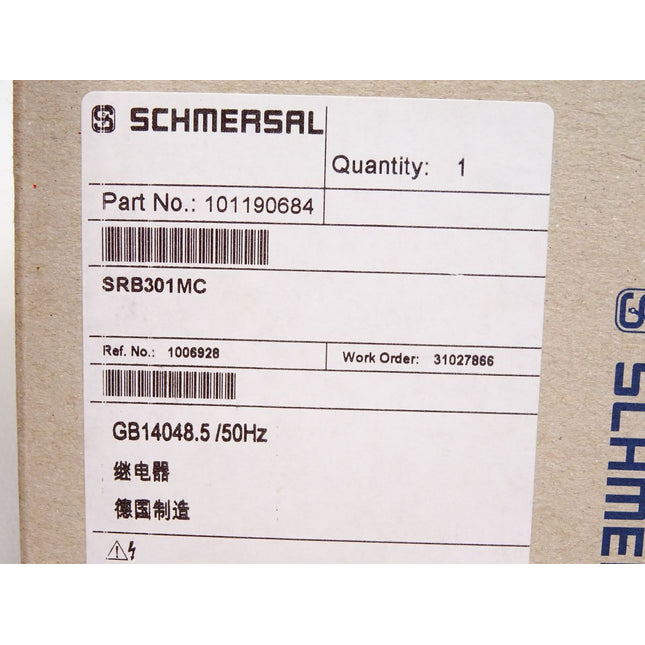 SCHMERSAL
Quantity: 1
Part No.: 101190684
SRB301MC
Ref. No.: 1006928
Work Order: 31027866
GB14048.5 /50Hz
继电器
德国制造
SCHME